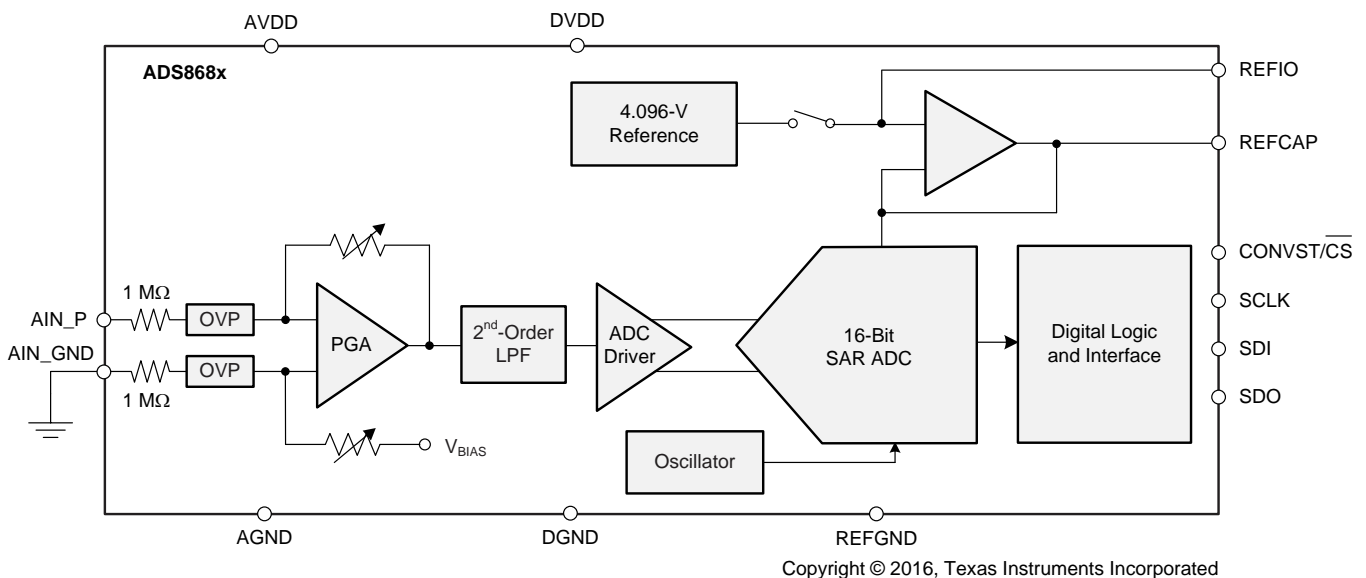 AVDD
DVDD
ADS868x
REFIO
4.096-V
Reference
REFCAP
CONVST/C̅S̅
1 MΩ
SCLK
AIN_P
OVP
PGA
2nd-Order
LPF
ADC
Driver
16-Bit
SAR ADC
Digital Logic
and Interface
SDI
AIN_GND
OVP
1 MΩ
SDO
VBIAS
Oscillator
AGND
DGND
REFGND
Copyright © 2016, Texas Instruments Incorporated